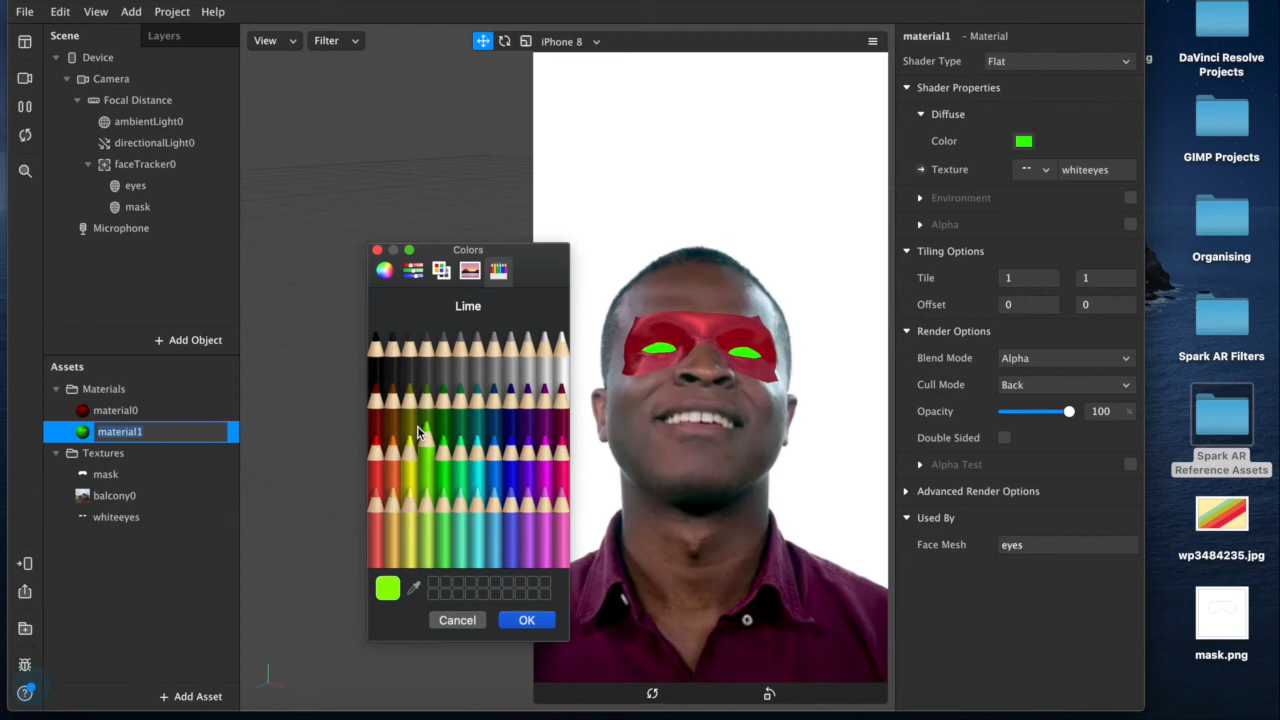 File Edit View Add Project Help
Scene Layers
Device
Camera
Focal Distance
ambientLight0
directionalLight0
faceTracker0
eyes
mask
Microphone
+ Add Object
Assets
Materials
material0
material1
Textures
mask
balcony0
whiteeyes
+ Add Asset
View Filter iPhone 8
Colors
Lime
Cancel OK
material1 - Material
Shader Type Flat
Shader Properties
Diffuse
Color
Texture whiteeyes
Environment
Alpha
Tiling Options
Tile 1 1
Offset 0 0
Render Options
Blend Mode Alpha
Cull Mode Back
Opacity 100 %
Double Sided
Alpha Test
Advanced Render Options
Used By
Face Mesh eyes
g
DaVinci Resolve
Projects
GIMP Projects
Organising
Spark AR Filters
Spark AR
Reference Assets
wp3484235.jpg
mask.png